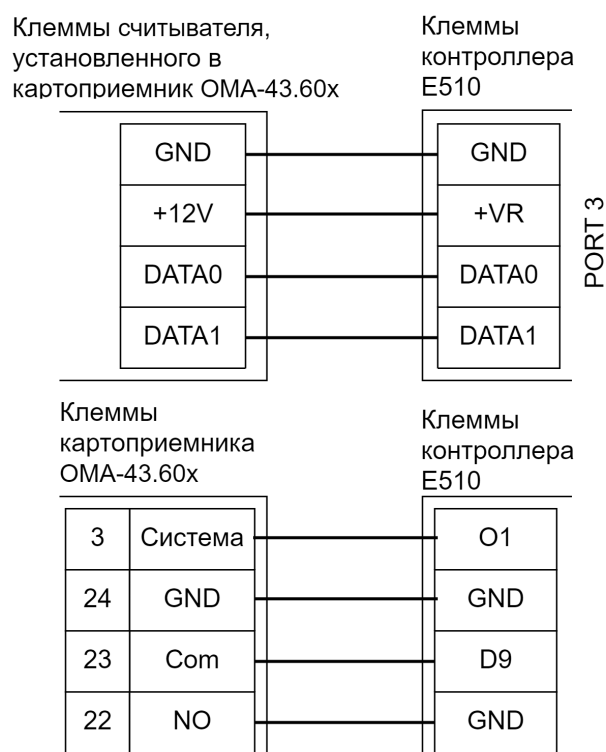 Клеммы считывателя,
установленного в
картоприемник ОМА-43.60х
Клеммы
контроллера
E510
GND
GND
+12V
+VR
DATA0
DATA0
DATA1
DATA1
PORT 3
Клеммы
картоприемника
ОМА-43.60х
Клеммы
контроллера
E510
3 Система
O1
24 GND
GND
23 Com
D9
22 NO
GND